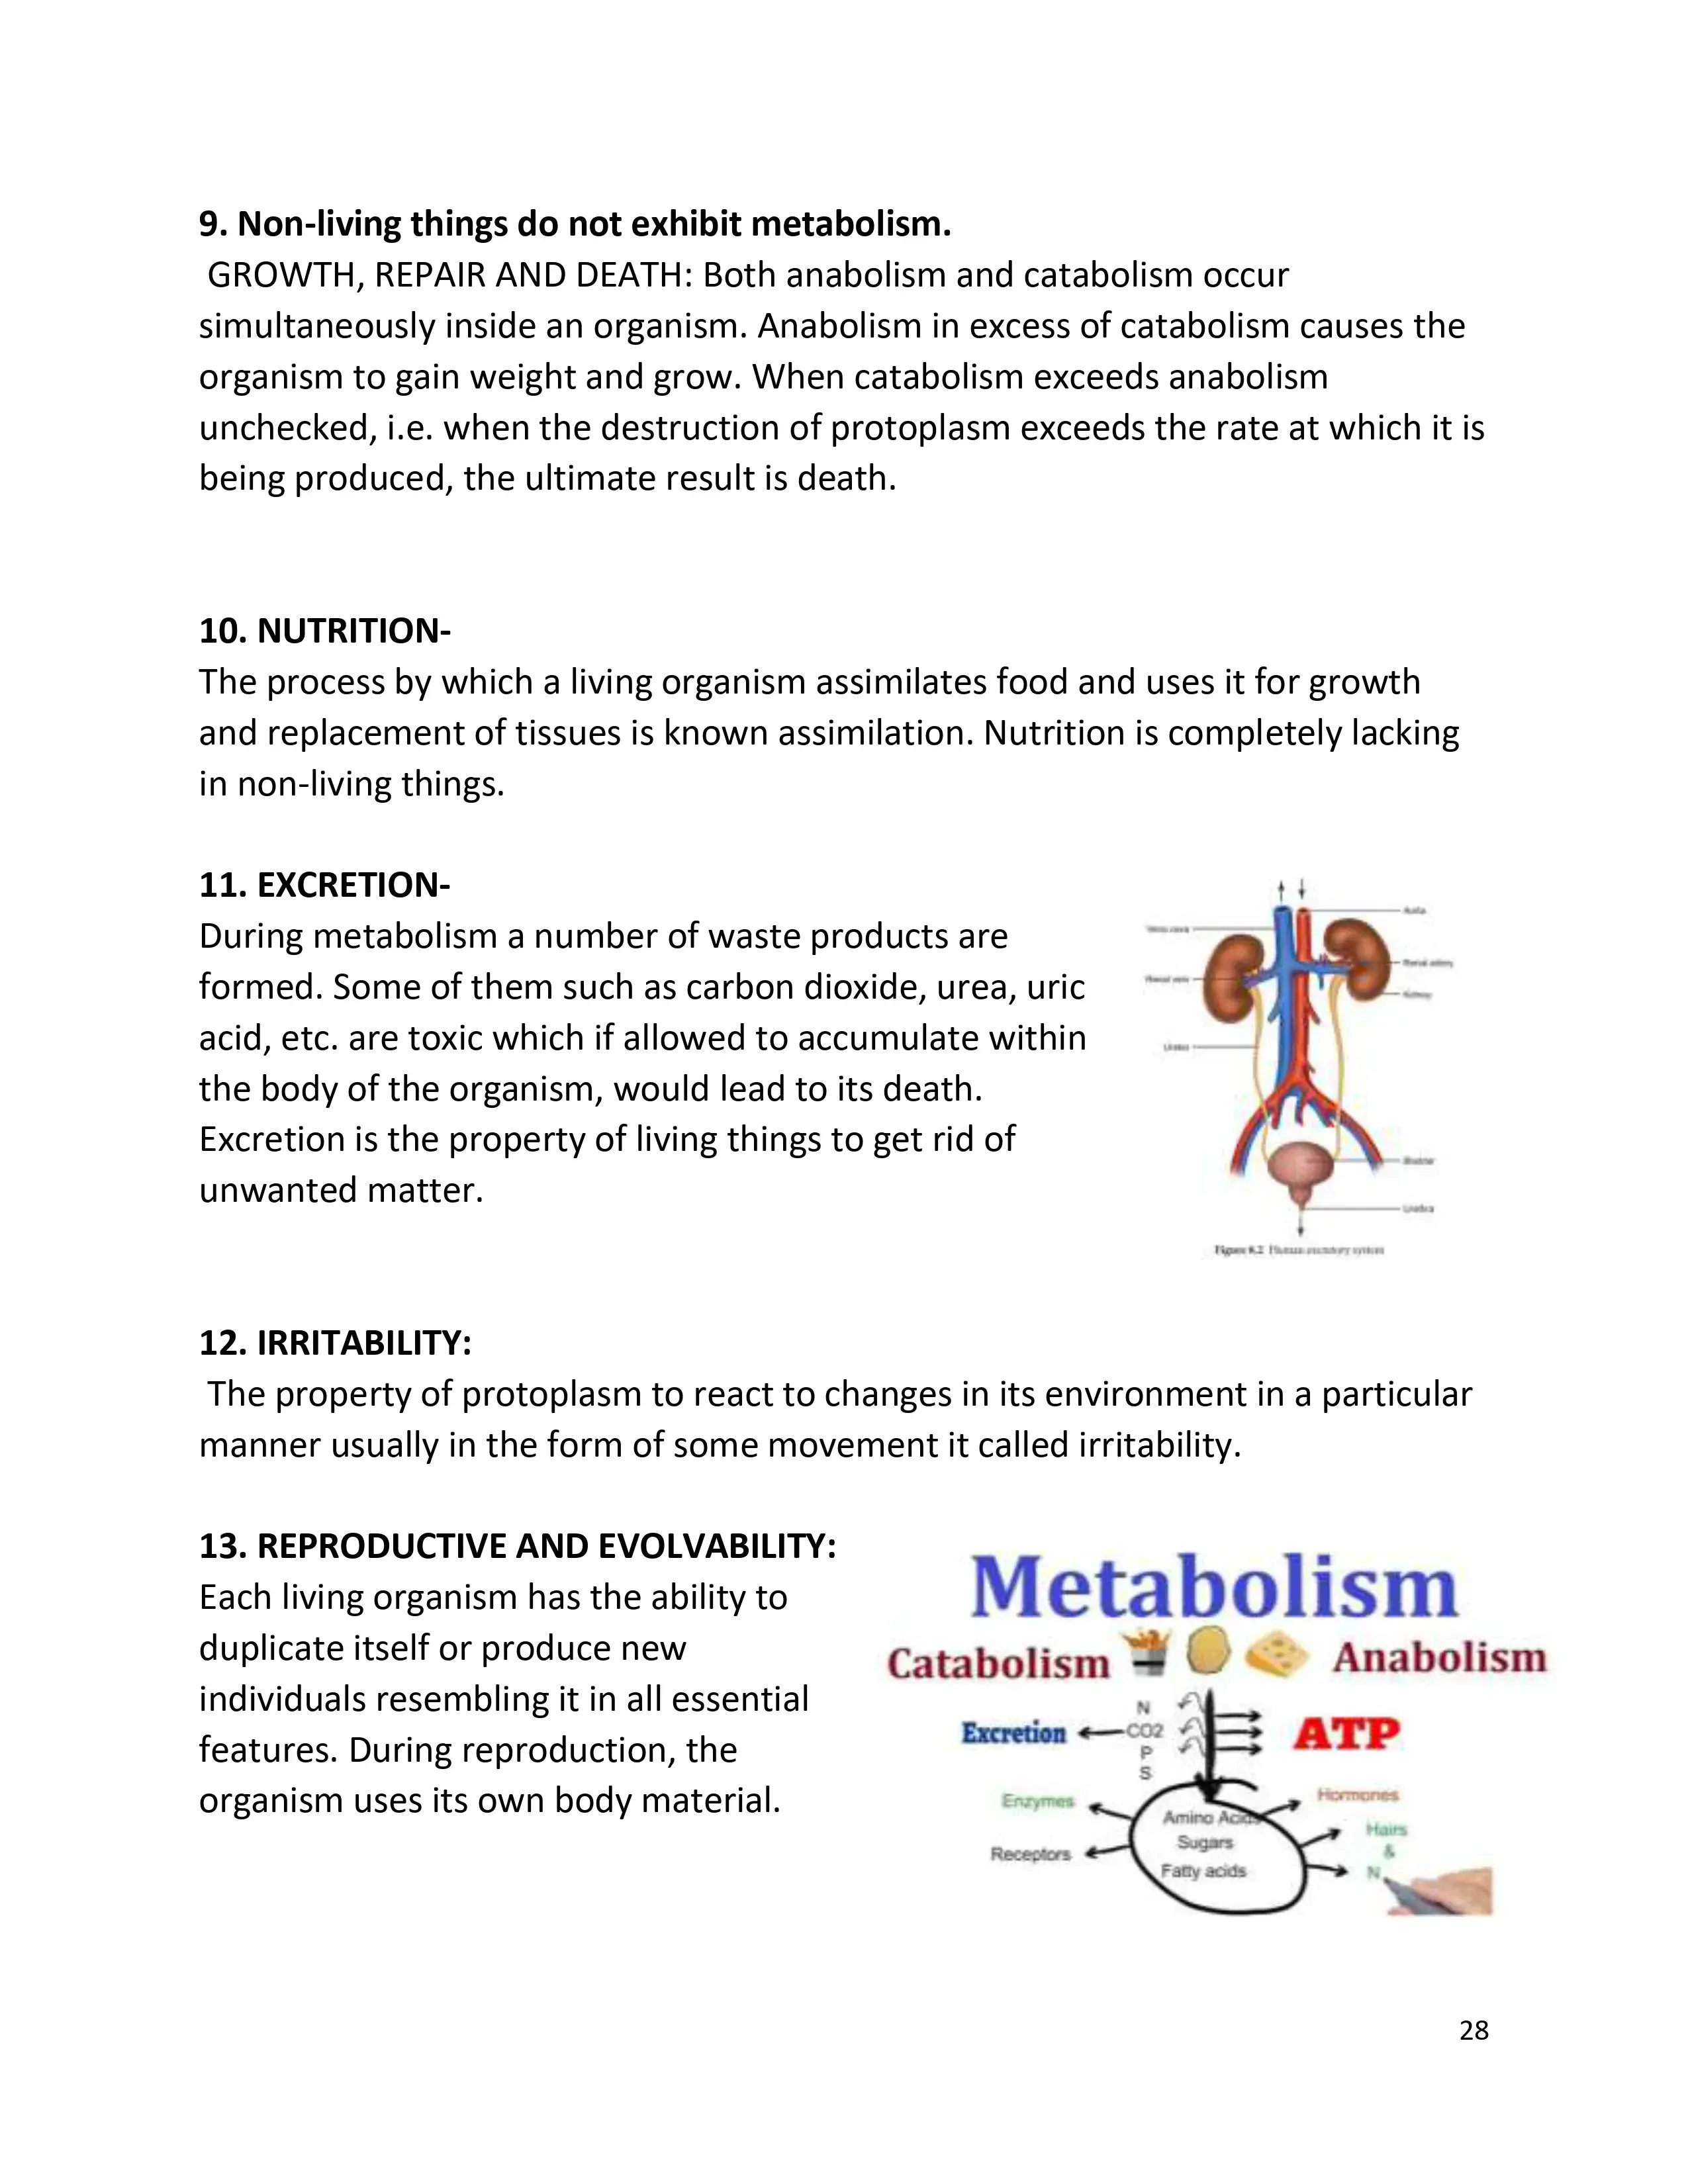 9. Non-living things do not exhibit metabolism.
GROWTH, REPAIR AND DEATH: Both anabolism and catabolism occur
simultaneously inside an organism. Anabolism in excess of catabolism causes the
organism to gain weight and grow. When catabolism exceeds anabolism
unchecked, i.e. when the destruction of protoplasm exceeds the rate at which it is
being produced, the ultimate result is death.
10. NUTRITION-
The process by which a living organism assimilates food and uses it for growth
and replacement of tissues is known assimilation. Nutrition is completely lacking
in non-living things.
11. EXCRETION-
During metabolism a number of waste products are
formed. Some of them such as carbon dioxide, urea, uric
acid, etc. are toxic which if allowed to accumulate within
the body of the organism, would lead to its death.
Excretion is the property of living things to get rid of
unwanted matter.
Renal artery
Kidney
Bladder
Urethra
Figure 8.2 Human excretory system
12. IRRITABILITY:
The property of protoplasm to react to changes in its environment in a particular
manner usually in the form of some movement it called irritability.
13. REPRODUCTIVE AND EVOLVABILITY:
Each living organism has the ability to
duplicate itself or produce new
individuals resembling it in all essential
features. During reproduction, the
organism uses its own body material.
Metabolism
Catabolism Anabolism
N
Excretion CO2 ATP
P
S
Enzymes Hormones
Amino Acids
Sugars Hairs
Receptors &
Fatty acids N
28